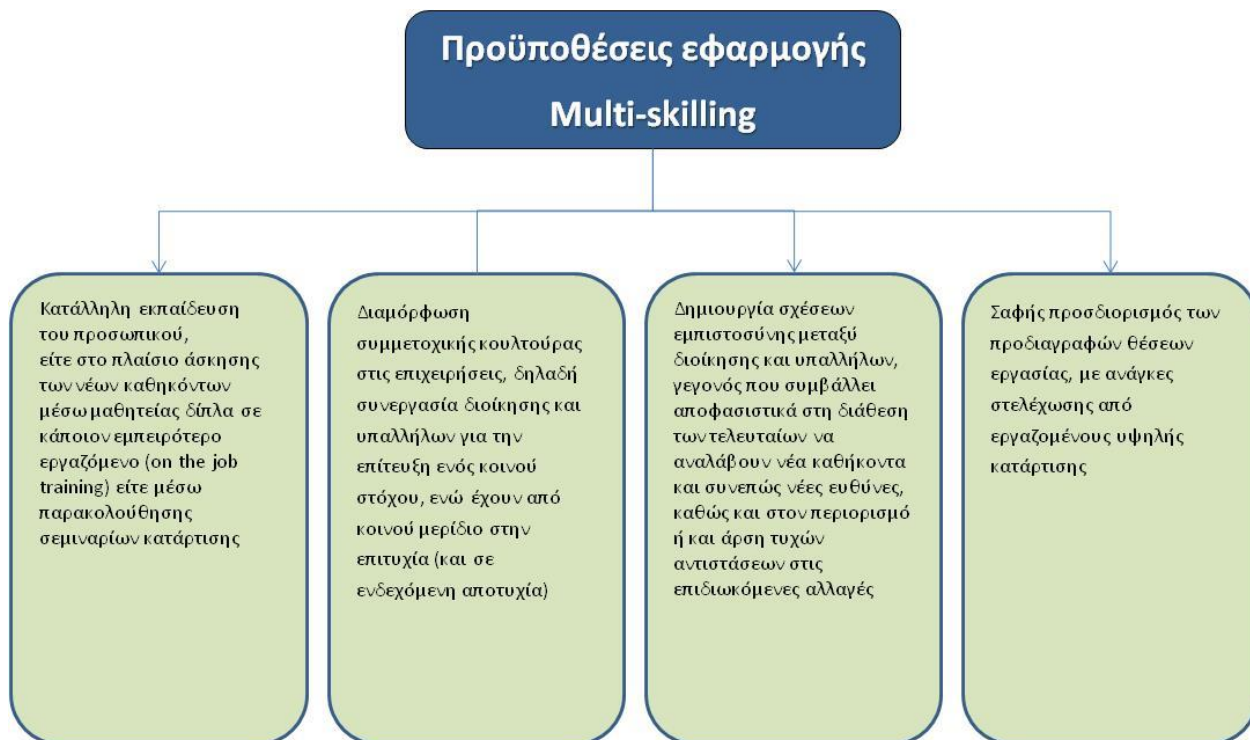 Προϋποθέσεις εφαρμογής
Multi-skilling
Κατάλληλη εκπαίδευση
του προσωπικού,
είτε στο πλαίσιο άσκησης
των νέων καθηκόντων
μέσω μαθητείας δίπλα σε
κάποιον εμπειρότερο
εργαζόμενο (on the job
training) είτε μέσω
παρακολούθησης
σεμιναρίων κατάρτισης
Διαμόρφωση
συμμετοχικής κουλτούρας
στις επιχειρήσεις, δηλαδή
συνεργασία διοίκησης και
υπαλλήλων για την
επίτευξη ενός κοινού
στόχου, ενώ έχουν από
κοινού μερίδιο στην
επιτυχία (και σε
ενδεχόμενη αποτυχία)
Δημιουργία σχέσεων
εμπιστοσύνης μεταξύ
διοίκησης και υπαλλήλων,
γεγονός που συμβάλλει
αποφασιστικά στη διάθεση
των τελευταίων να
αναλάβουν νέα καθήκοντα
και συνεπώς νέες ευθύνες,
καθώς και στον περιορισμό
ή και άρση τυχών
αντιστάσεων στις
επιδιωκόμενες αλλαγές
Σαφής προσδιορισμός των
προδιαγραφών θέσεων
εργασίας, με ανάγκες
στελέχωσης από
εργαζομένους υψηλής
κατάρτισης